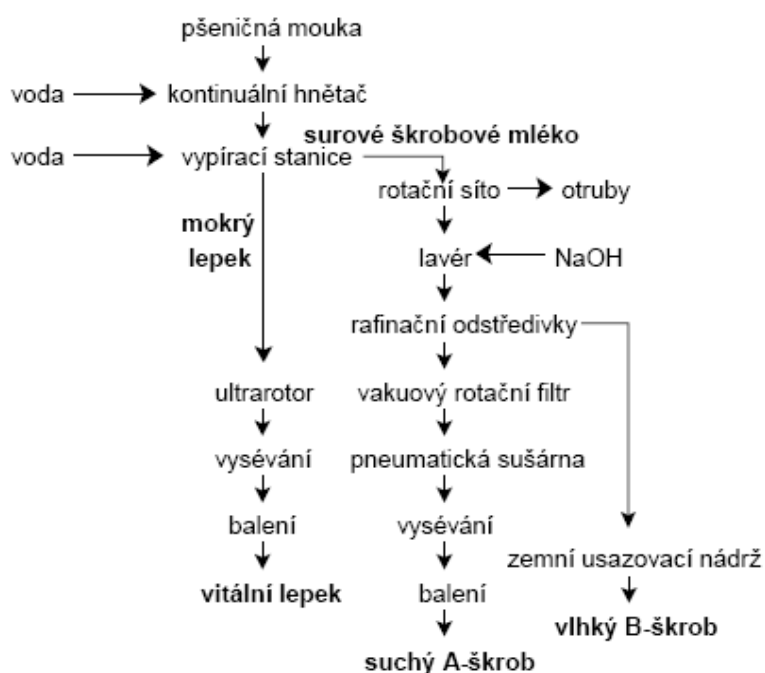 pšeničná mouka
voda
kontinuální hnětač
surové škrobové mléko
voda
vypírací stanice
rotační síto
otruby
mokrý
lepek
lavér
NaOH
rafinační odstředivky
ultrarotor
vakuový rotační filtr
vysévání
pneumatická sušárna
balení
vysévání
zemní usazovací nádrž
vitální lepek
balení
vlhký B-škrob
suchý A-škrob